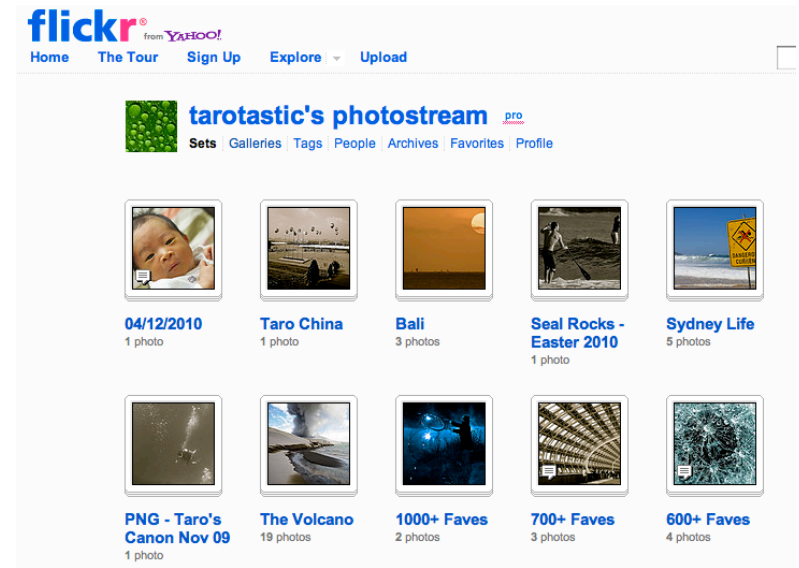 flickr® from YAHOO!
Home The Tour Sign Up Explore Upload
tarotastic's photostream pro
Sets Galleries Tags People Archives Favorites Profile
DANGEROUS
CURRENTS
04/12/2010 Taro China Bali Seal Rocks - Sydney Life
1 photo 1 photo 3 photos Easter 2010 5 photos
1 photo
PNG - Taro's The Volcano 1000+ Faves 700+ Faves 600+ Faves
Canon Nov 09 19 photos 2 photos 3 photos 4 photos
1 photo